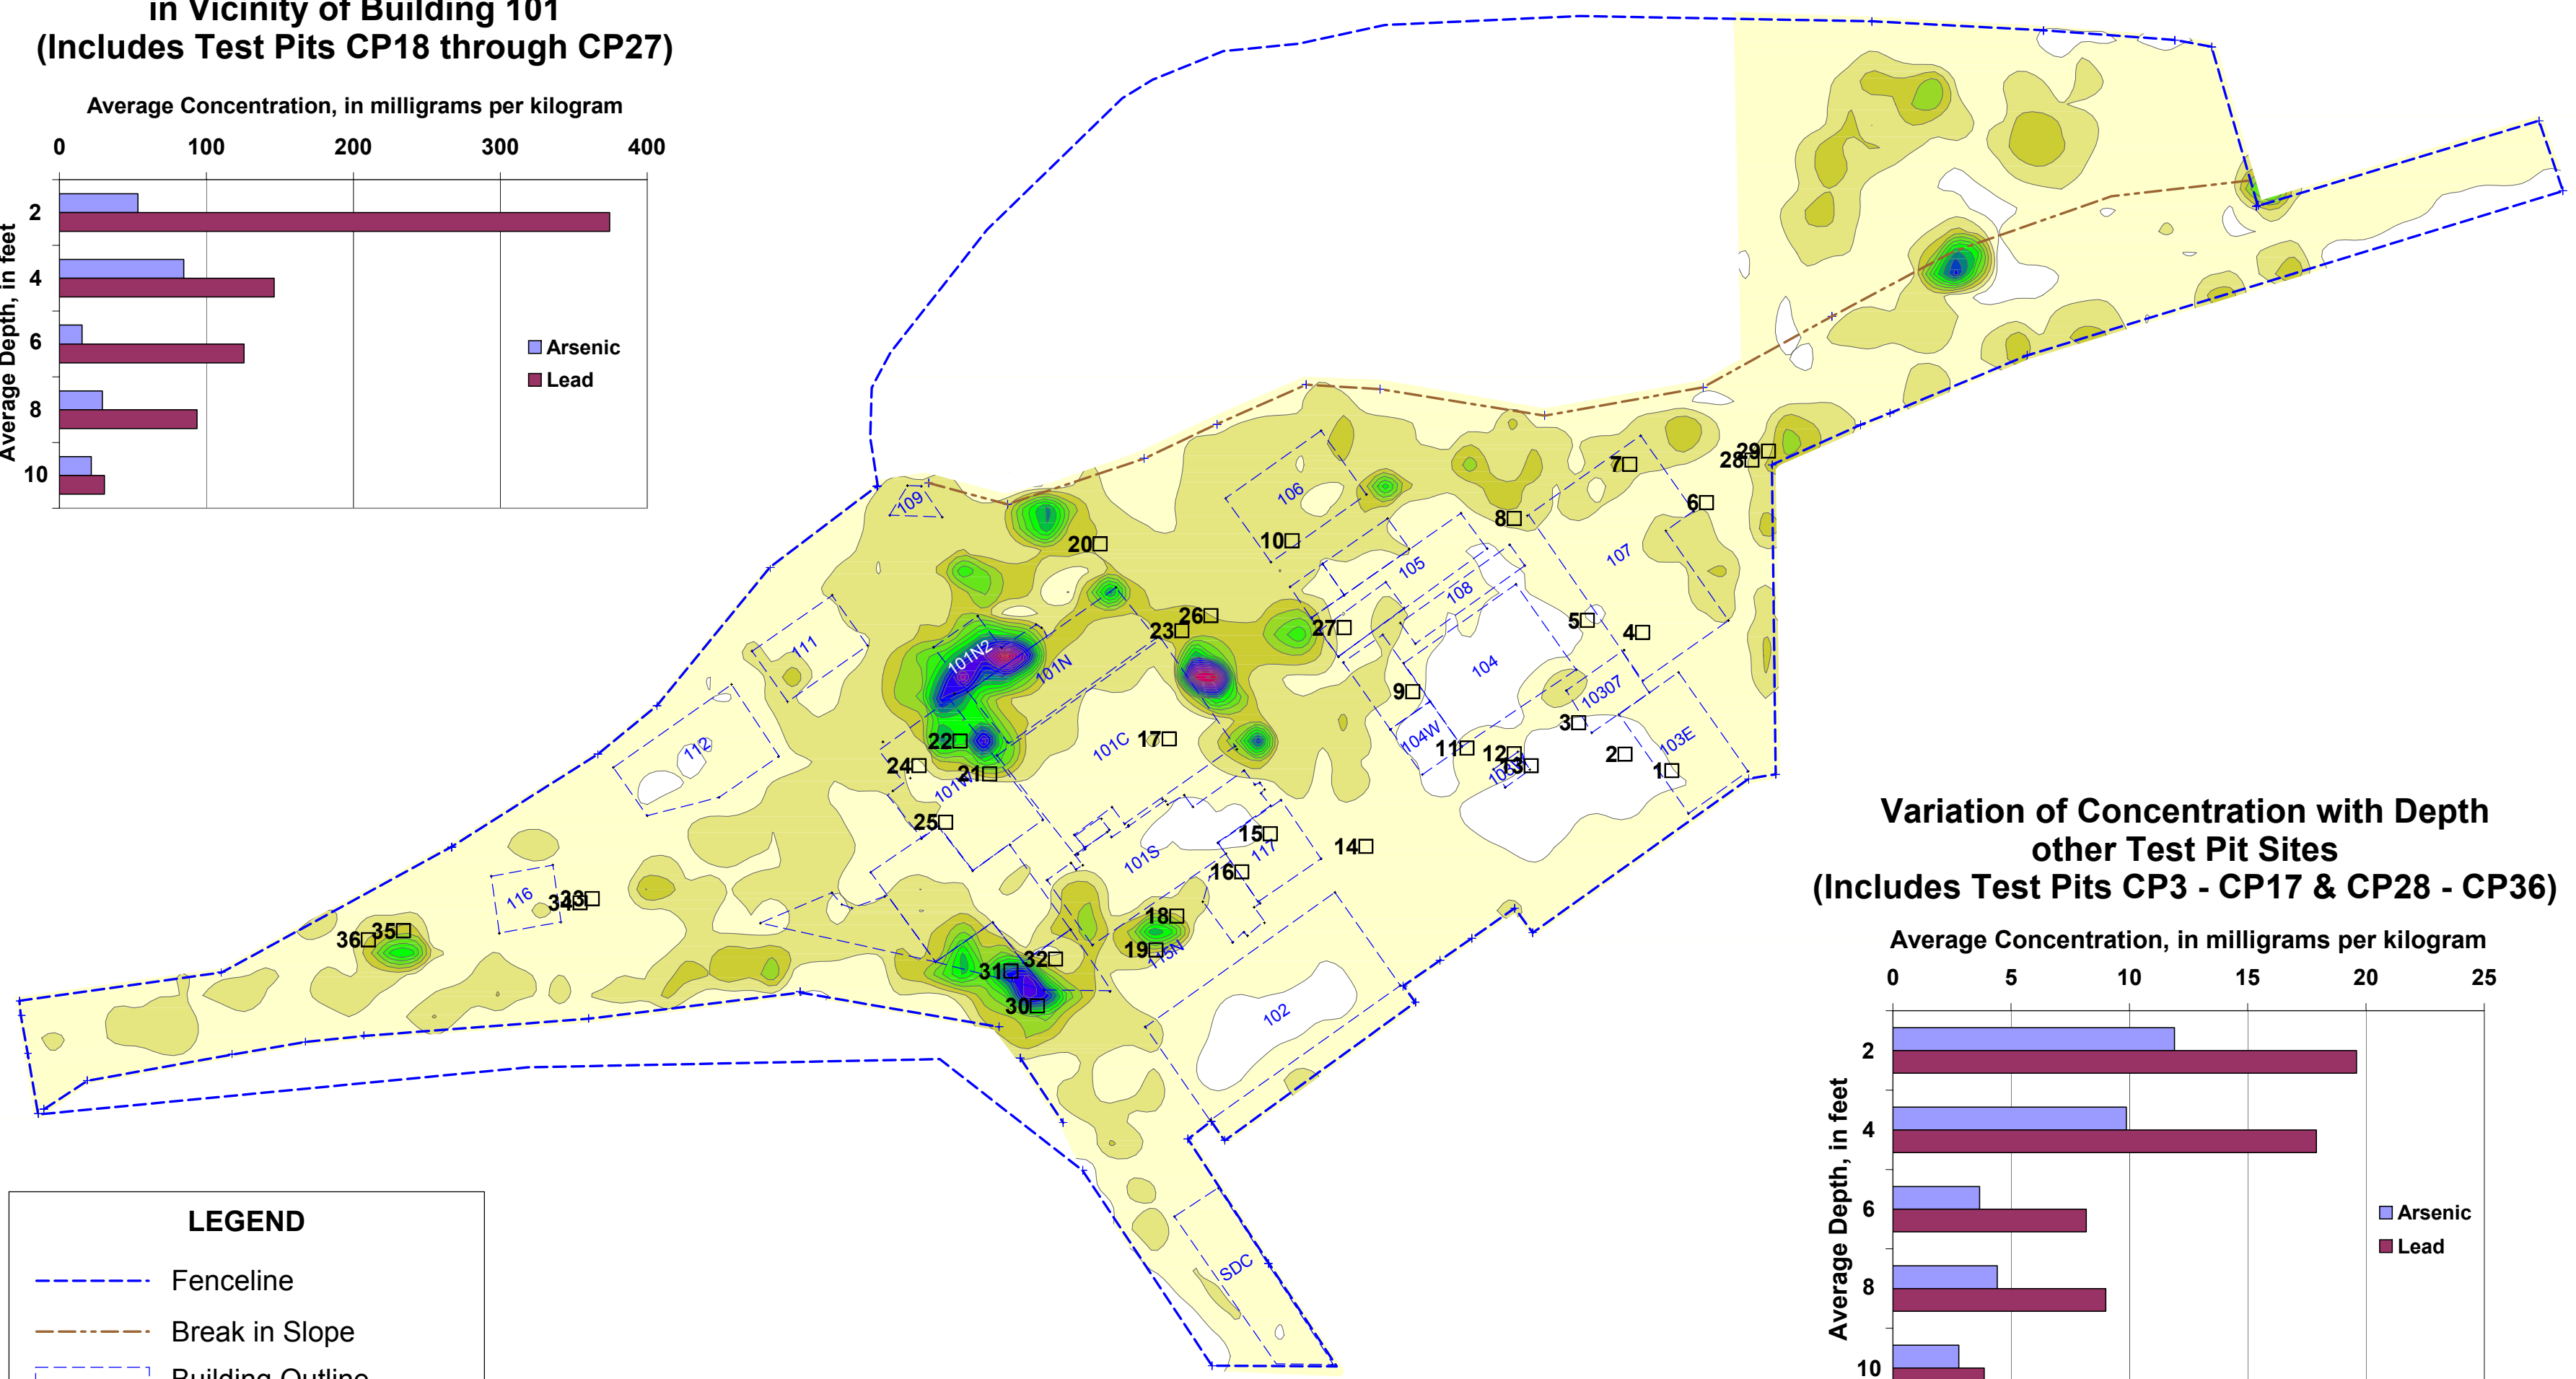 in Vicinity of Building 101
(Includes Test Pits CP18 through CP27)
Average Concentration, in milligrams per kilogram
0 100 200 300 400
Average Depth, in feet
2
4
6
8
10
Arsenic
Lead
109
106
105
108
107
111
112
116
101N2
101N
101C
101W
101S
104
104W
10307
103E
117
115N
102
SDC
29
28
7
6
8
10
20
26
23
27
5
4
9
3
2
1
11
12
13
17
22
24
21
25
15
14
16
18
19
32
31
30
33
34
35
36
Variation of Concentration with Depth
other Test Pit Sites
(Includes Test Pits CP3 - CP17 & CP28 - CP36)
Average Concentration, in milligrams per kilogram
0 5 10 15 20 25
Average Depth, in feet
2
4
6
8
10
Arsenic
Lead
LEGEND
Fenceline
Break in Slope
Building Outline